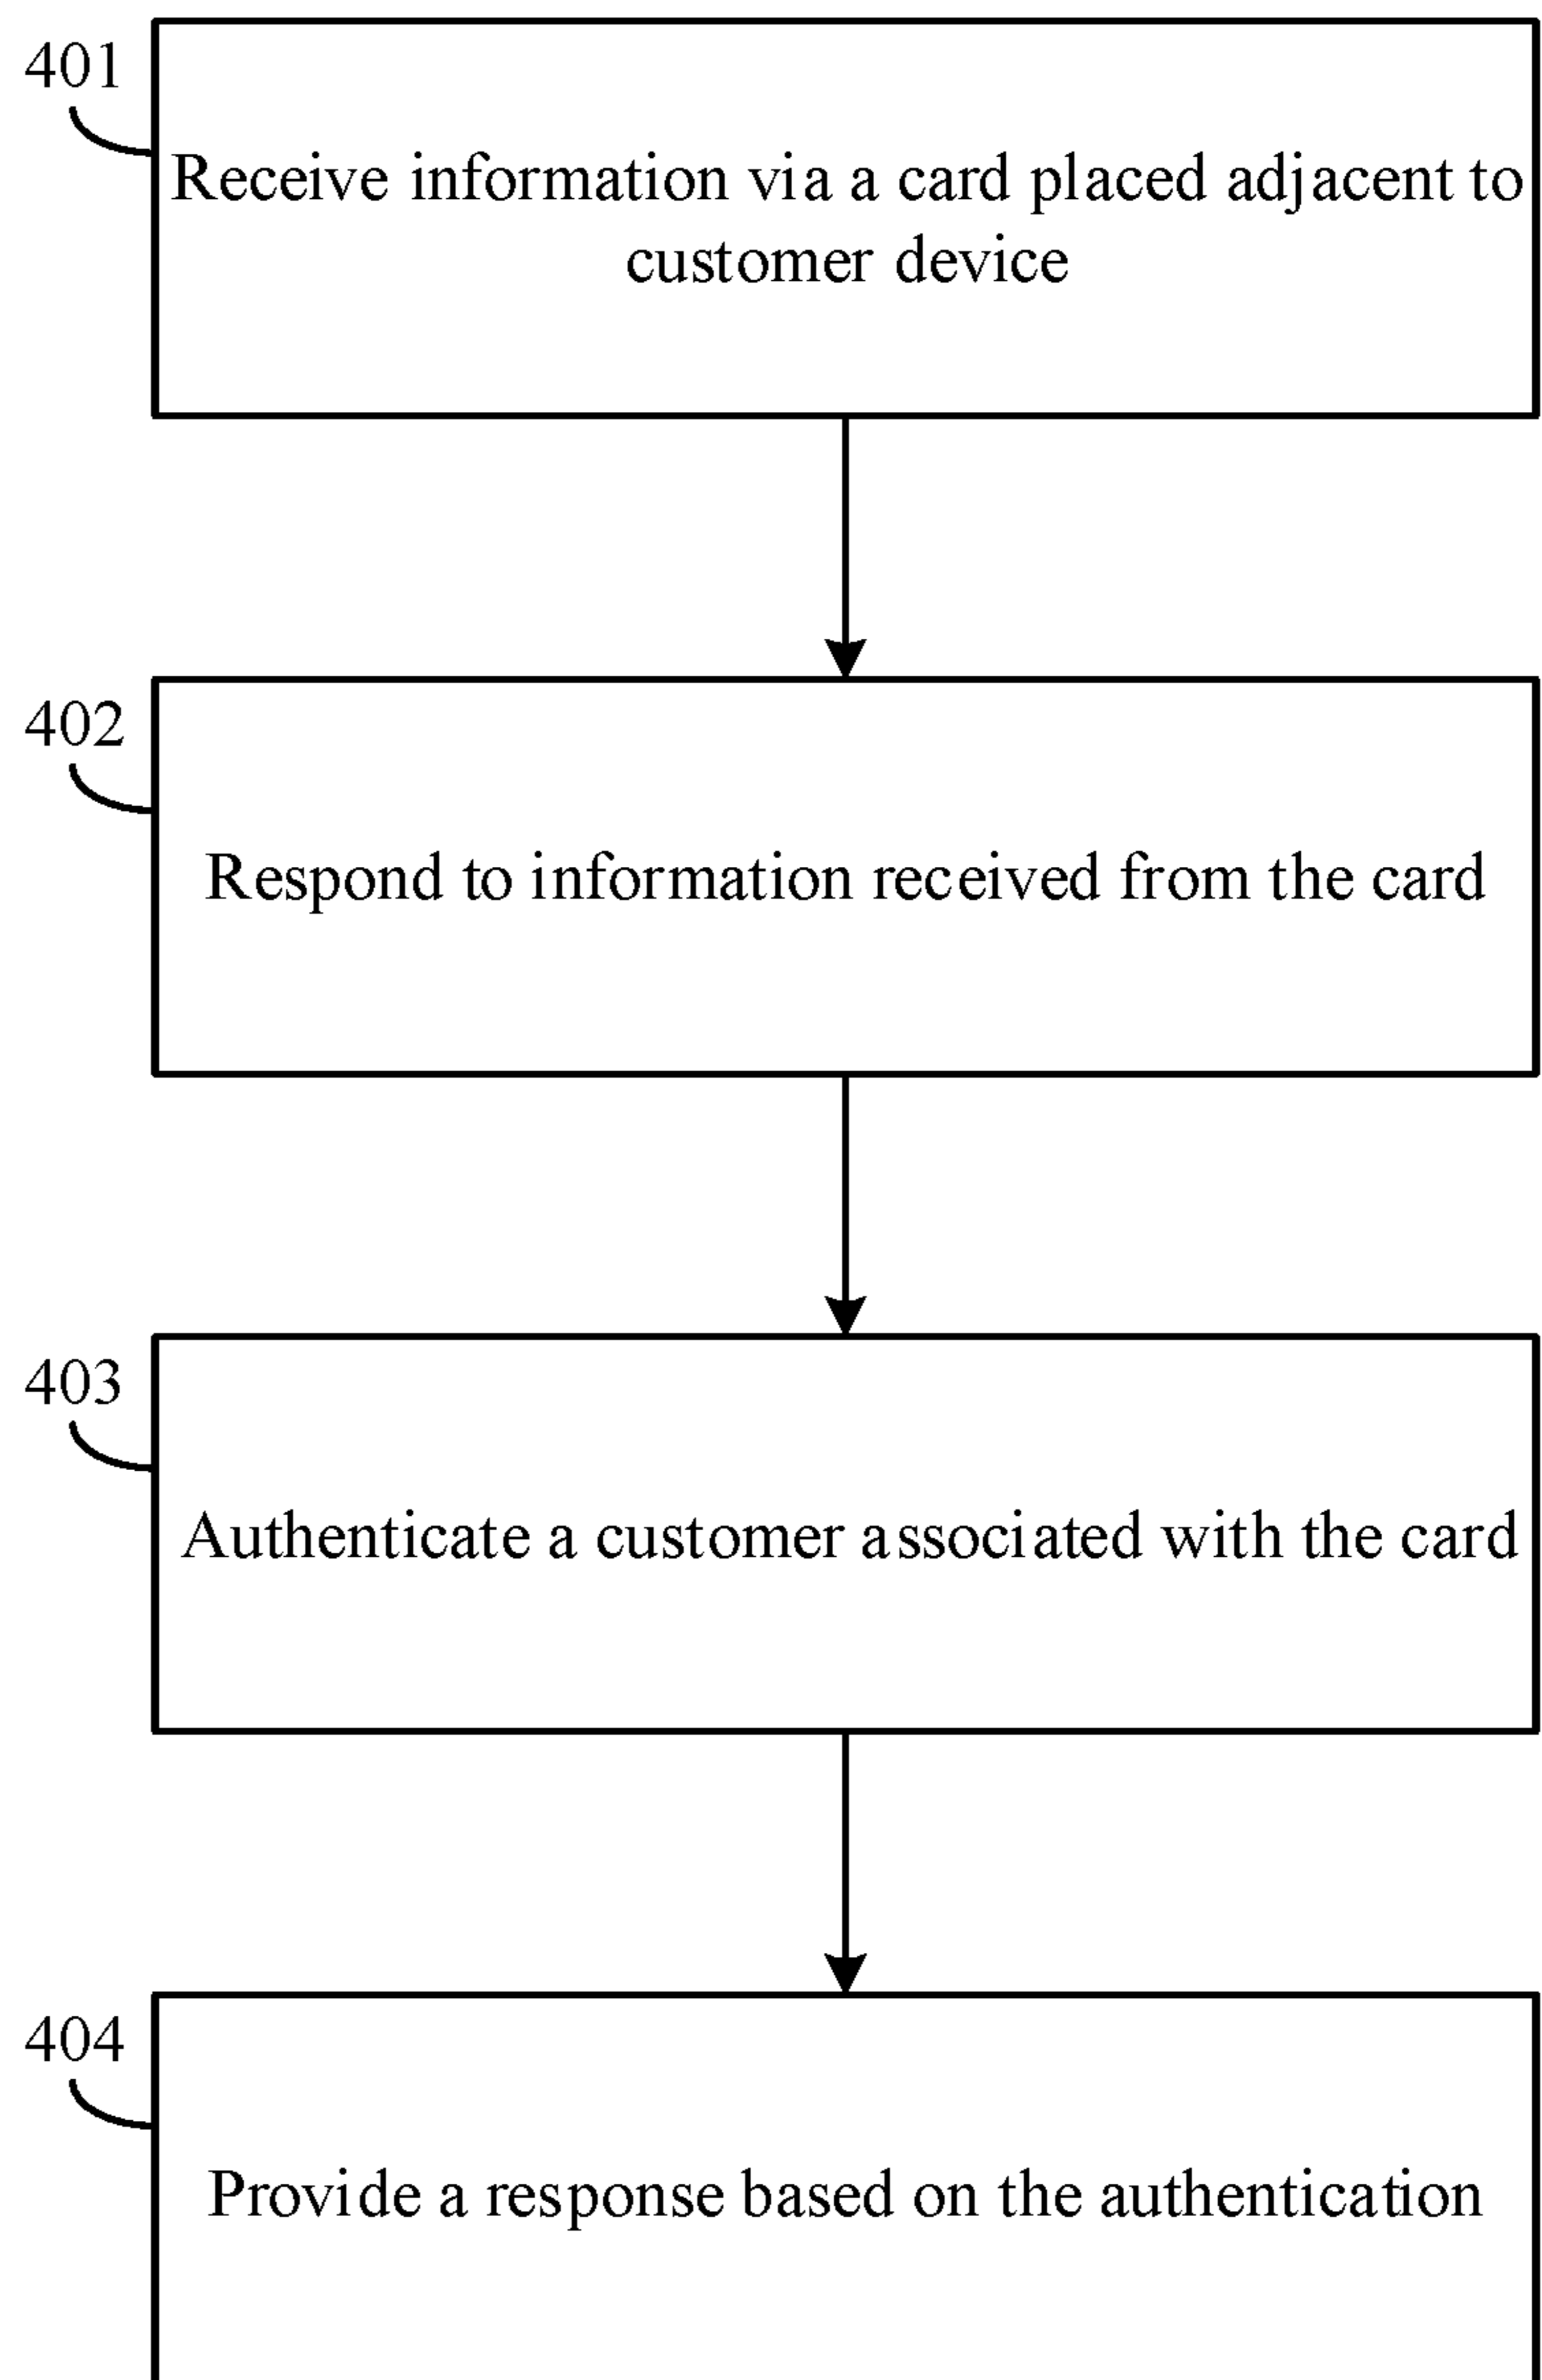 401
Receive information via a card placed adjacent to
customer device
402
Respond to information received from the card
403
Authenticate a customer associated with the card
404
Provide a response based on the authentication